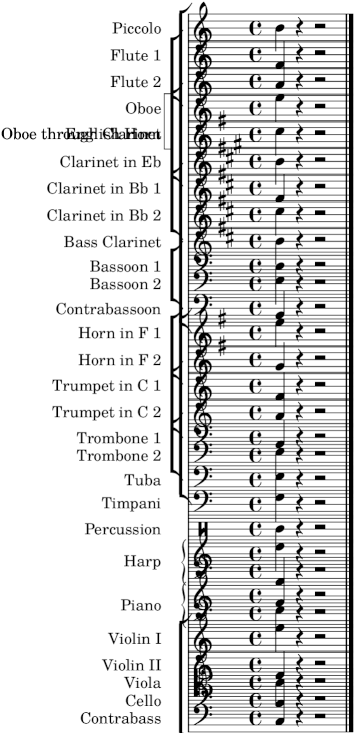 Piccolo
Flute 1
Flute 2
Oboe
Oboe through Clarinet
English Horn
Clarinet in Eb
Clarinet in Bb 1
Clarinet in Bb 2
Bass Clarinet
Bassoon 1
Bassoon 2
Contrabassoon
Horn in F 1
Horn in F 2
Trumpet in C 1
Trumpet in C 2
Trombone 1
Trombone 2
Tuba
Timpani
Percussion
Harp
Piano
Violin I
Violin II
Viola
Cello
Contrabass